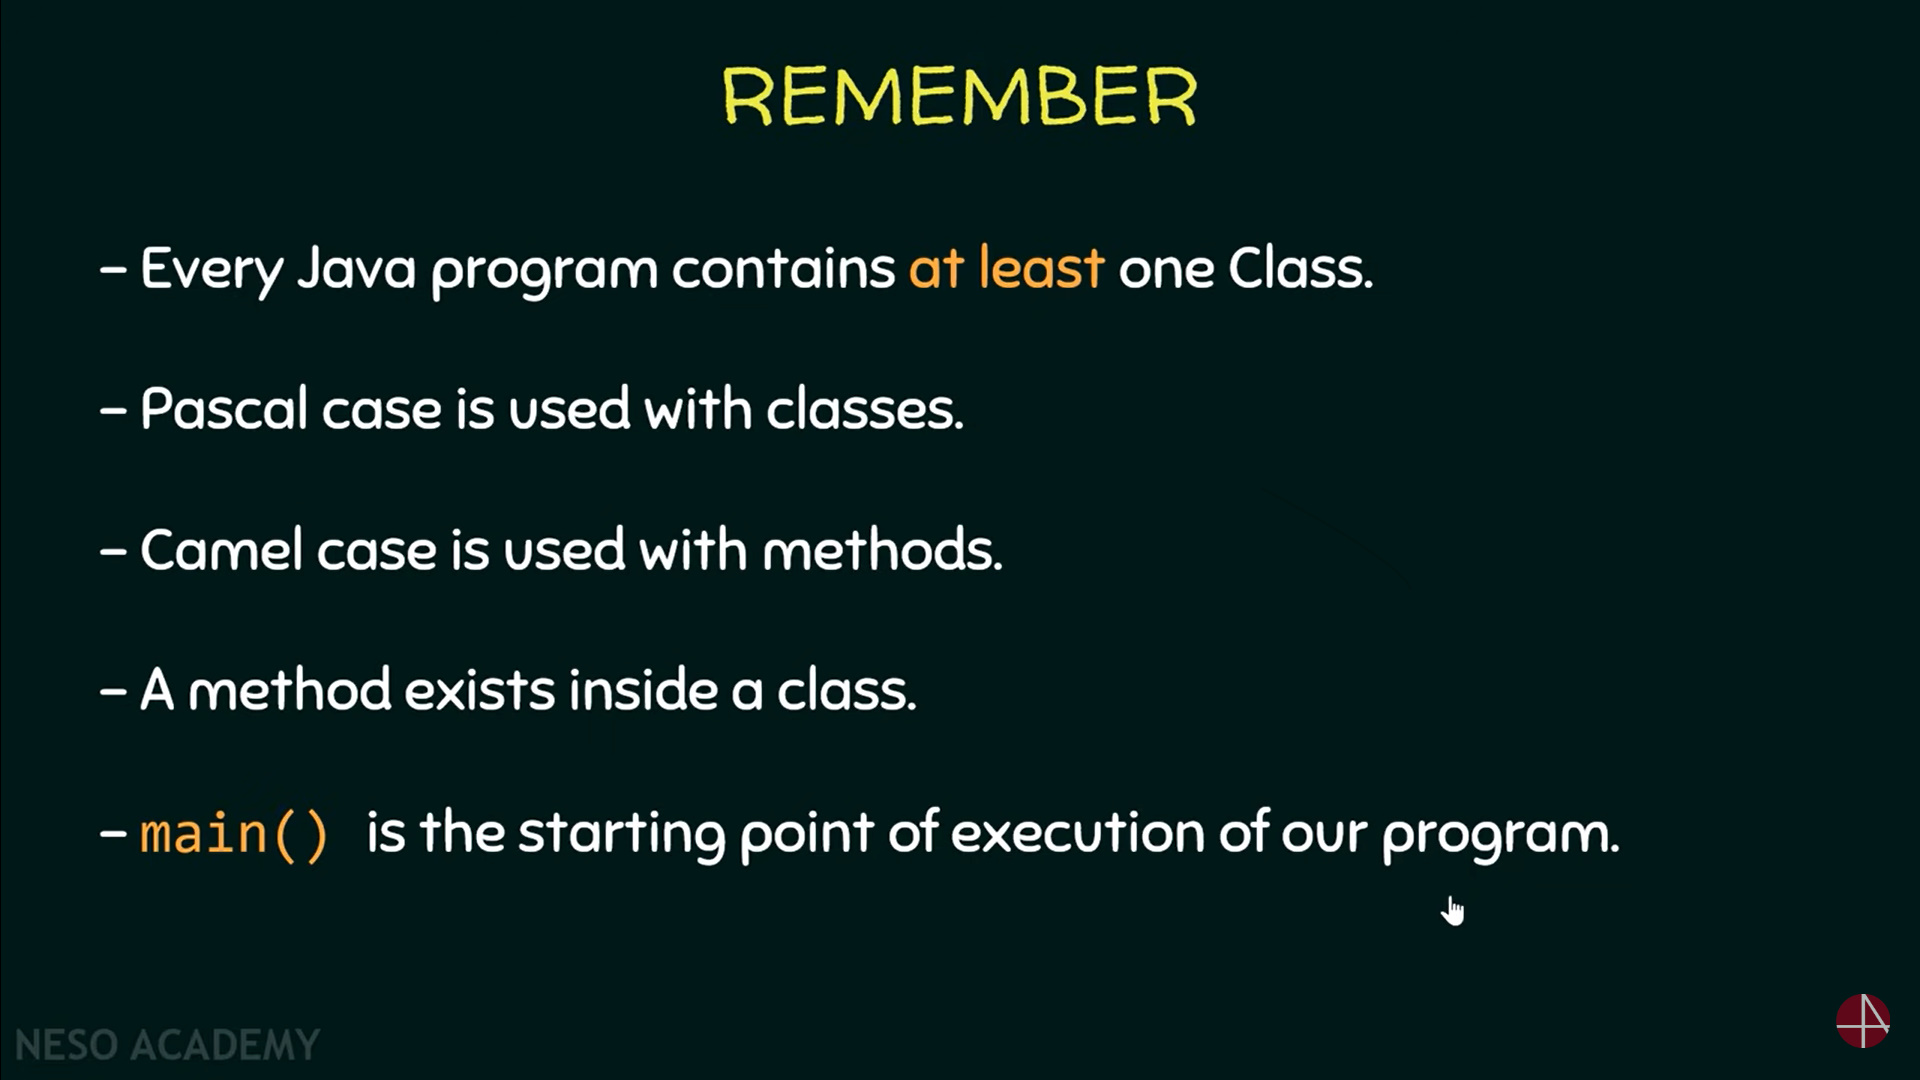 REMEMBER
– Every Java program contains at least one Class.
– Pascal case is used with classes.
– Camel case is used with methods.
– A method exists inside a class.
– main() is the starting point of execution of our program.
NESO ACADEMY